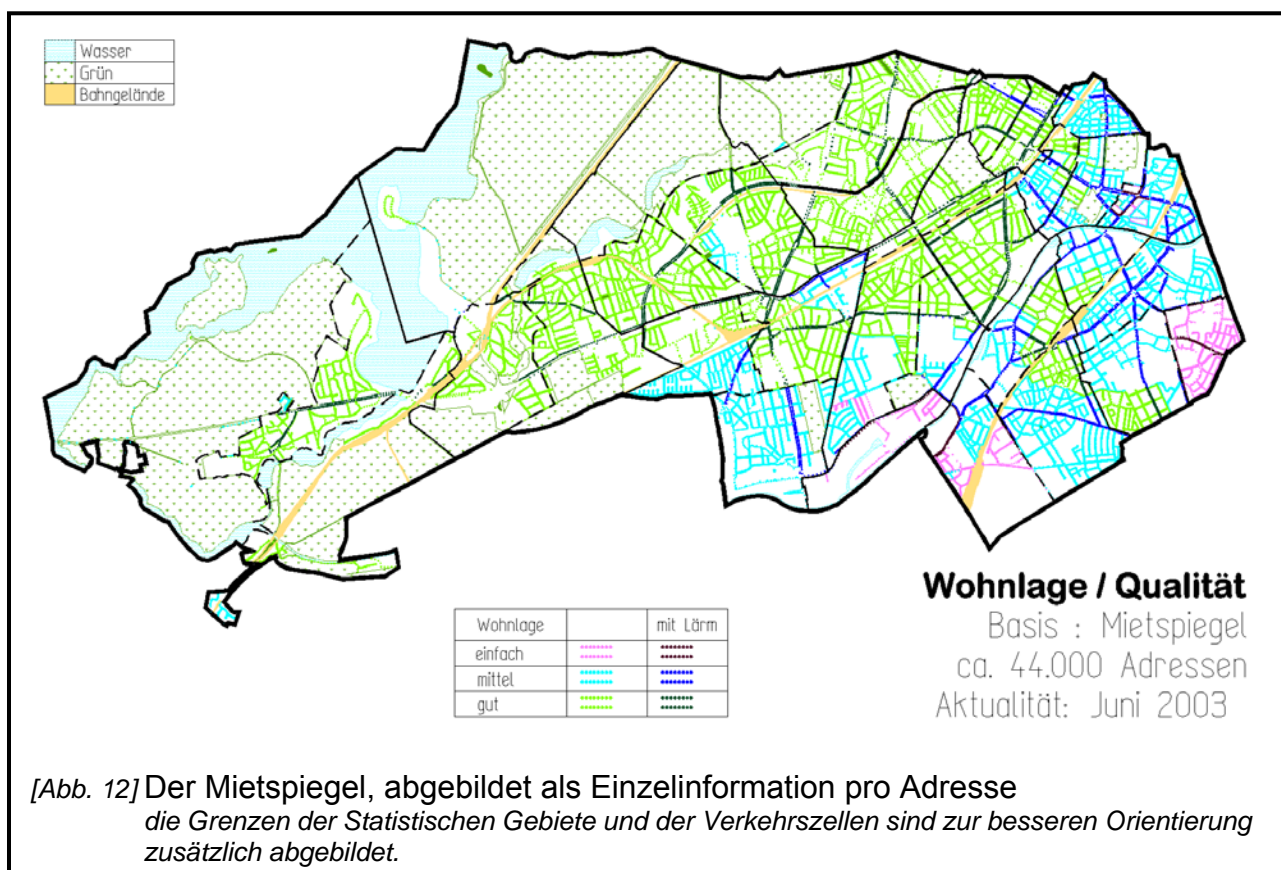 Wasser
Grün
Bahngelände
Wohnlage / Qualität
Basis : Mietspiegel
ca. 44.000 Adressen
Aktualität: Juni 2003
Wohnlage mit Lärm
einfach
mittel
gut
[Abb. 12] Der Mietspiegel, abgebildet als Einzelinformation pro Adresse
die Grenzen der Statistischen Gebiete und der Verkehrszellen sind zur besseren Orientierung
zusätzlich abgebildet.